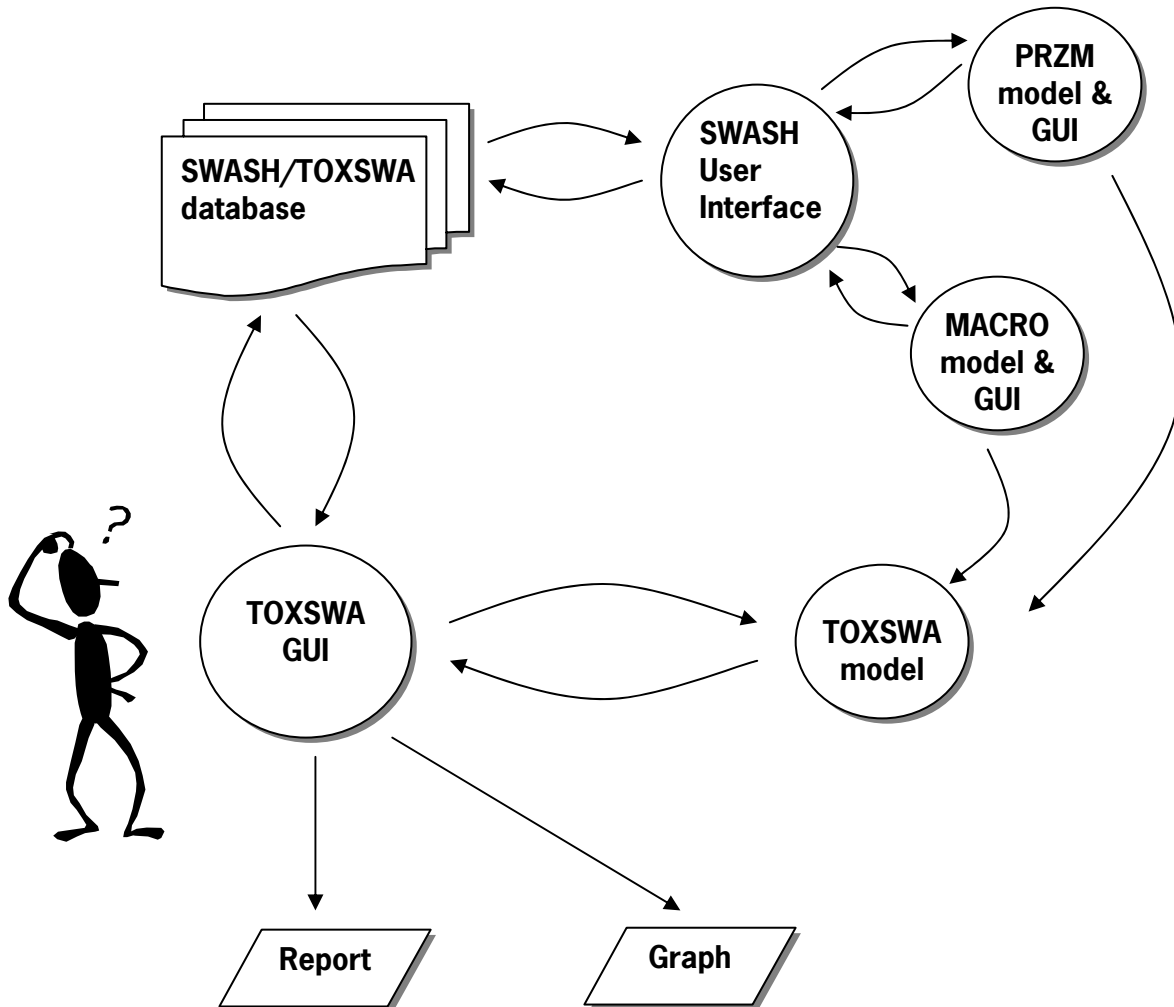 PRZM
model &
GUI
SWASH
User
Interface
SWASH/TOXSWA
database
MACRO
model &
GUI
?
TOXSWA
GUI
TOXSWA
model
Report
Graph